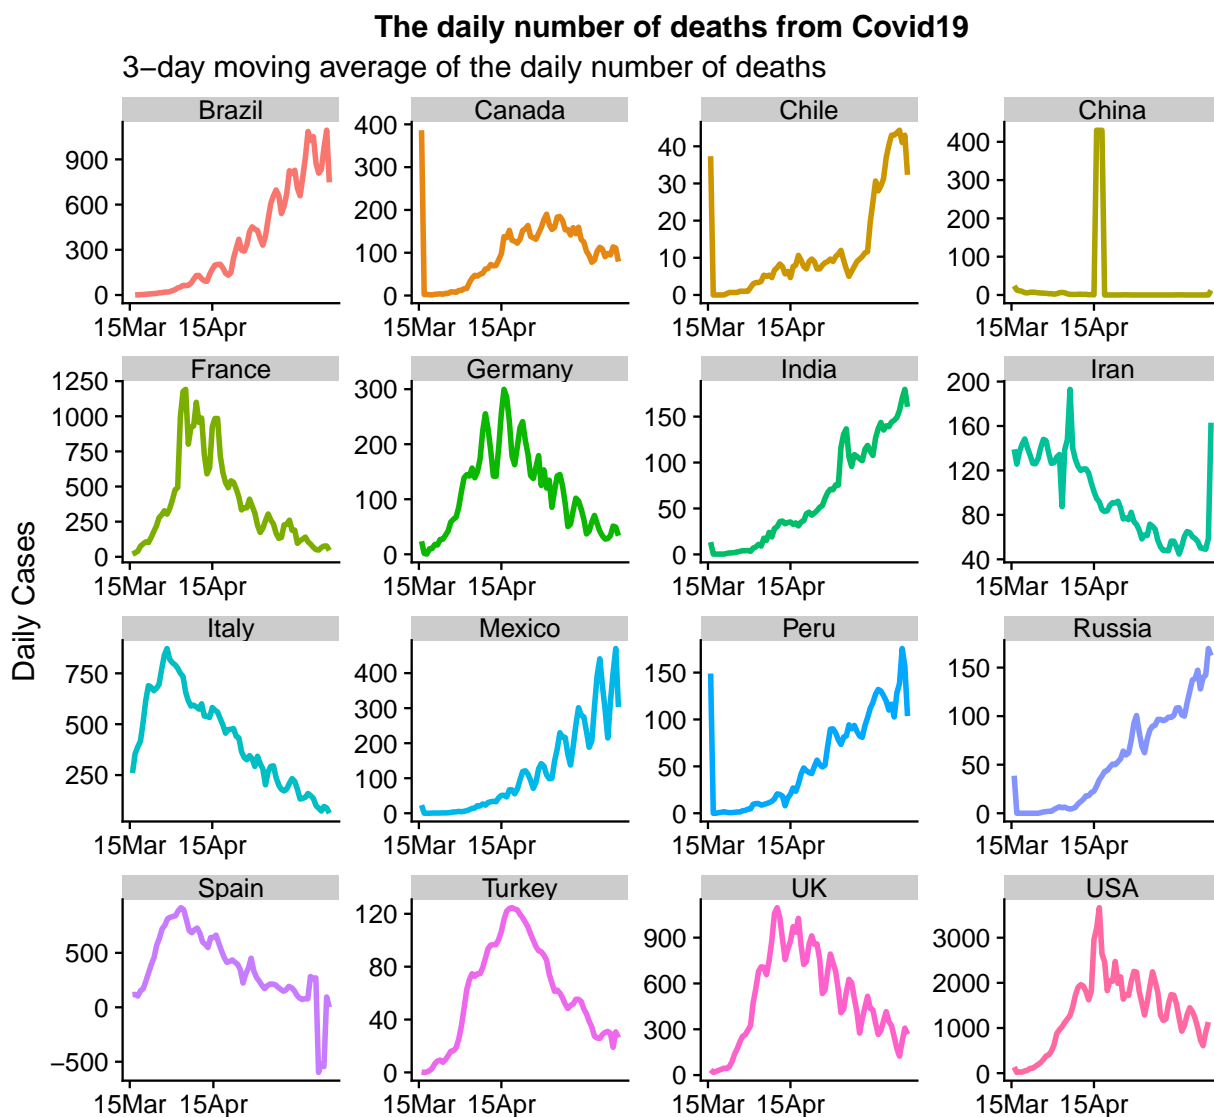 The daily number of deaths from Covid19
3−day moving average of the daily number of deaths
Brazil Canada Chile China
900 600 300 0
400 300 200 100 0
40 30 20 10 0
400 300 200 100 0
15Mar 15Apr 15Mar 15Apr 15Mar 15Apr 15Mar 15Apr
France Germany India Iran
1250 1000 750 500 250 0
300 200 100 0
150 100 50 0
200 160 120 80 40
15Mar 15Apr 15Mar 15Apr 15Mar 15Apr 15Mar 15Apr
Daily Cases
Italy Mexico Peru Russia
750 500 250
400 300 200 100 0
150 100 50 0
150 100 50 0
15Mar 15Apr 15Mar 15Apr 15Mar 15Apr 15Mar 15Apr
Spain Turkey UK USA
500 0 −500
120 80 40 0
900 600 300 0
3000 2000 1000 0
15Mar 15Apr 15Mar 15Apr 15Mar 15Apr 15Mar 15Apr